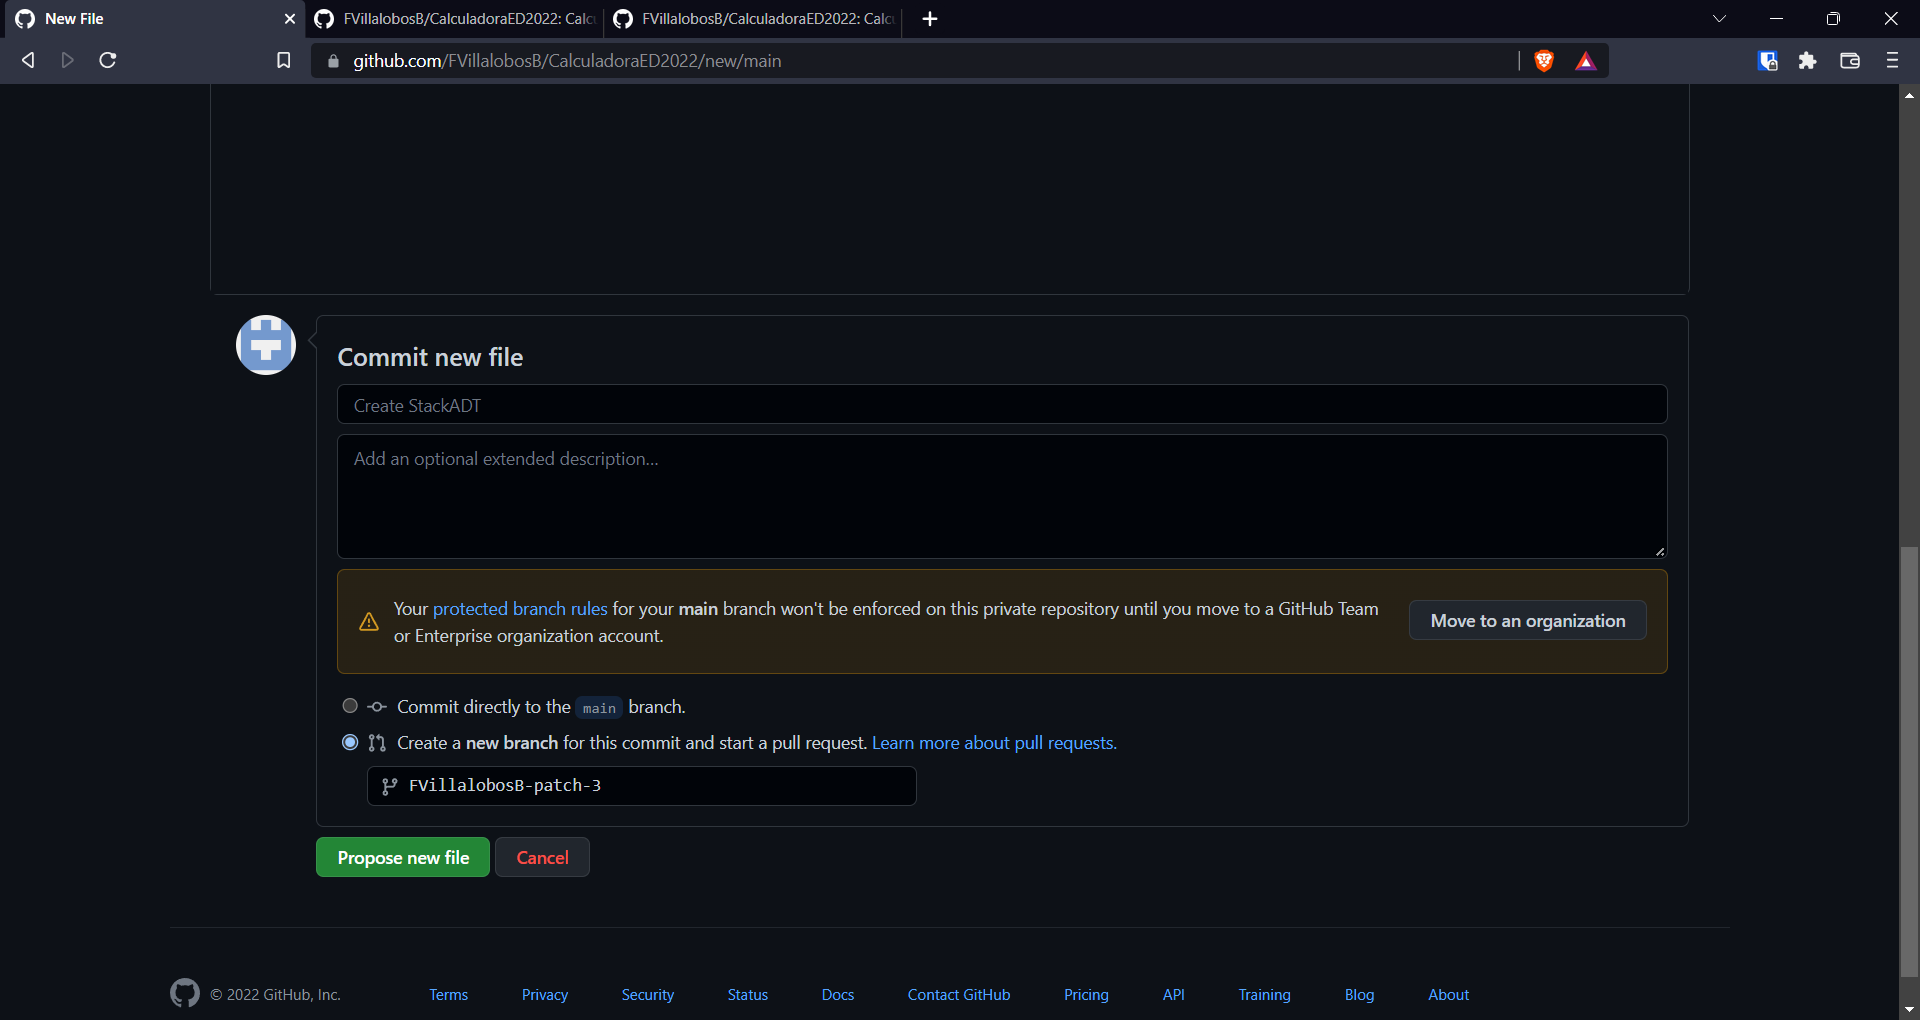 New File
FVillalobosB/CalculadoraED2022: Calc
FVillalobosB/CalculadoraED2022: Calc
github.com/FVillalobosB/CalculadoraED2022/new/main
Commit new file
Create StackADT
Add an optional extended description...
Your protected branch rules for your main branch won't be enforced on this private repository until you move to a GitHub Team
or Enterprise organization account.
Move to an organization
Commit directly to the main branch.
Create a new branch for this commit and start a pull request. Learn more about pull requests.
FVillalobosB-patch-3
Propose new file
Cancel
© 2022 GitHub, Inc.
Terms
Privacy
Security
Status
Docs
Contact GitHub
Pricing
API
Training
Blog
About